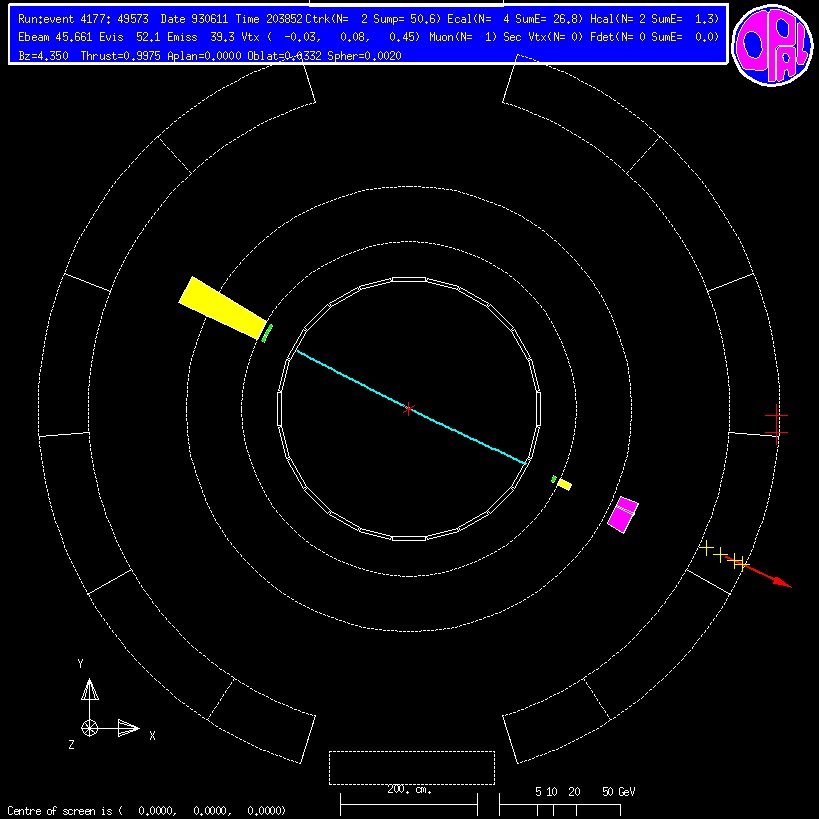 Run:event 4177: 49573 Date 930611 Time 203852 Ctrk(N= 2 Sump= 50.6) Ecal(N= 4 SumE= 26.8) Hcal(N= 2 SumE= 1.3)
Ebeam 45.661 Evis 52.1 Emiss 39.3 Vtx ( -0.03, 0.08, 0.45) Muon(N= 1) Sec Vtx(N= 0) Fdet(N= 0 SumE= 0.0)
Bz=4.350 Thrust=0.9975 Aplan=0.0000 Oblat=0.0332 Spher=0.0020
OPAL
Y
Z X
200. cm.
5 10 20 50 GeV
Centre of screen is ( 0.0000, 0.0000, 0.0000)